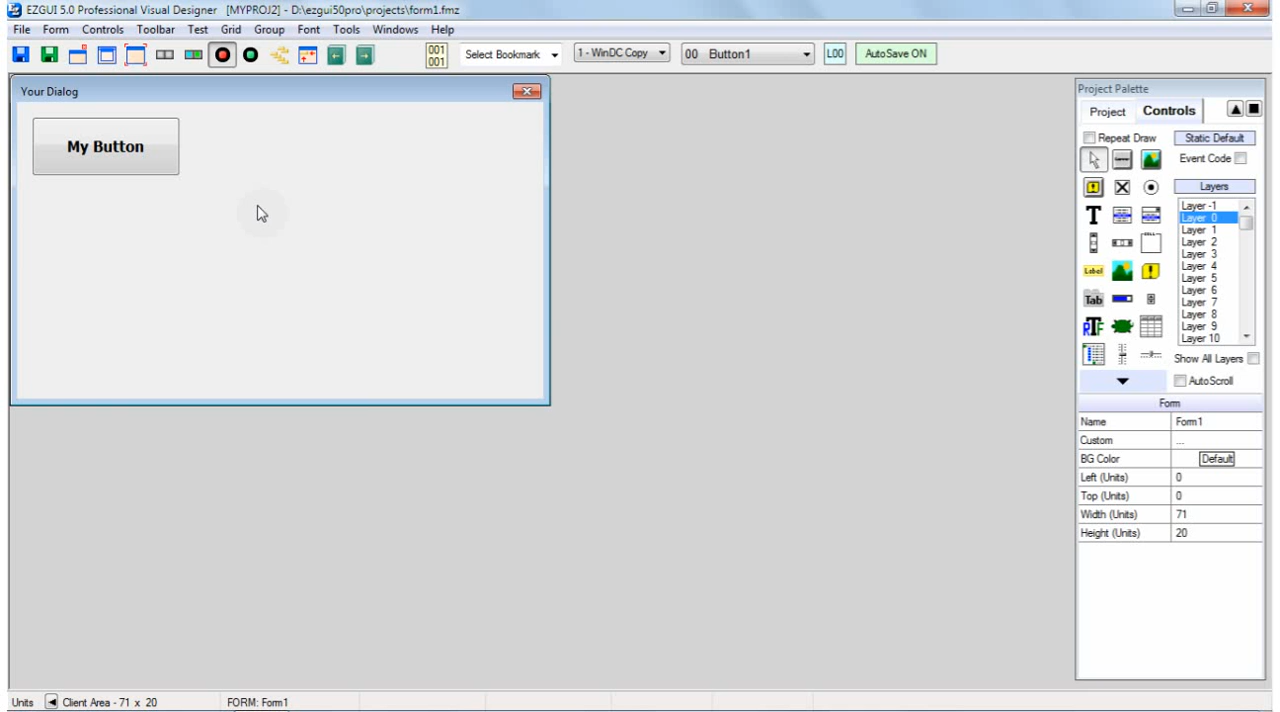 EZGUI 5.0 Professional Visual Designer [MYPROJ2] - D:\ezgui50pro\projects\form1.fmz
File Form Controls Toolbar Test Grid Group Font Tools Windows Help
001
001
Select Bookmark
1 - WinDC Copy
00 Button1
L00
AutoSave ON
Your Dialog
My Button
Project Palette
Project Controls
Repeat Draw
Static Default
Event Code
Layers
Layer -1
Layer 0
Layer 1
Layer 2
Layer 3
Layer 4
Layer 5
Layer 6
Layer 7
Layer 8
Layer 9
Layer 10
T
Label
Tab
RTF
Show All Layers
AutoScroll
Form
Name Form1
Custom ...
BG Color Default
Left (Units) 0
Top (Units) 0
Width (Units) 71
Height (Units) 20
Units Client Area - 71 x 20 FORM: Form1